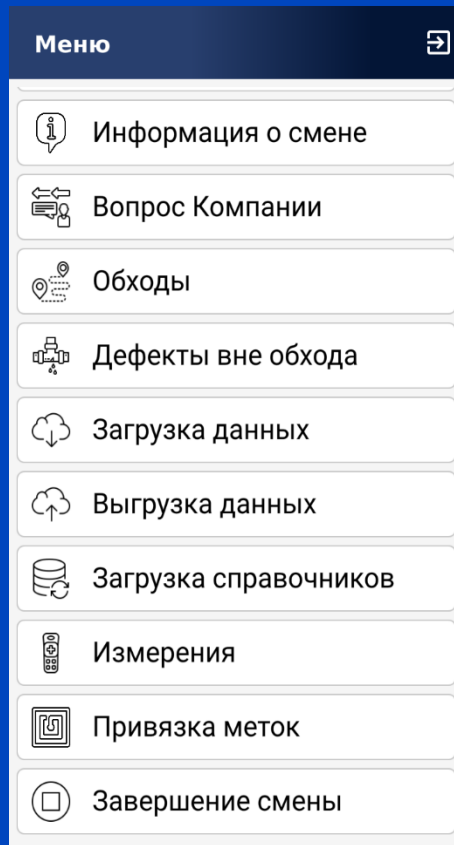 Меню
Информация о смене
Вопрос Компании
Обходы
Дефекты вне обхода
Загрузка данных
Выгрузка данных
Загрузка справочников
Измерения
Привязка меток
Завершение смены